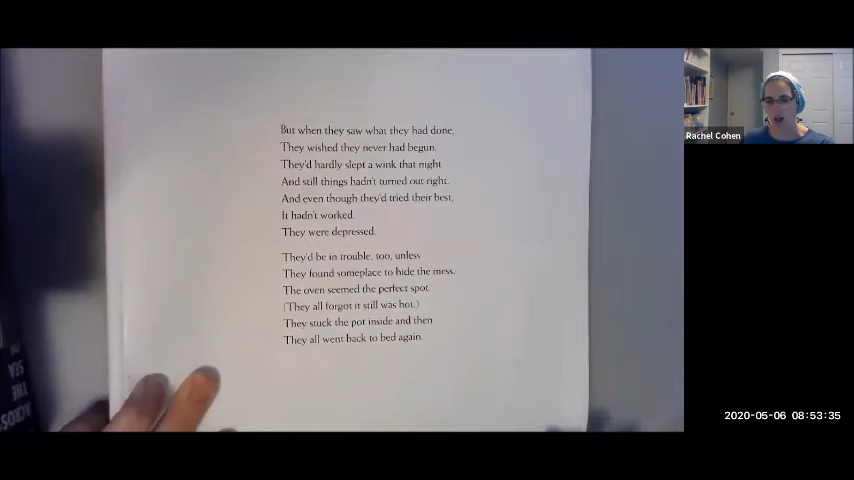 But when they saw what they had done,
They wished they never had begun.
They'd hardly slept a wink that night
And still things hadn't turned out right.
And even though they'd tried their best,
It hadn't worked.
They were depressed.
They'd be in trouble, too, unless
They found someplace to hide the mess.
The oven seemed the perfect spot.
(They all forgot it still was hot.)
They stuck the pot inside and then
They all went back to bed again.
Rachel Cohen
THE
SEA
ACROSS
2020-05-06 08:53:35